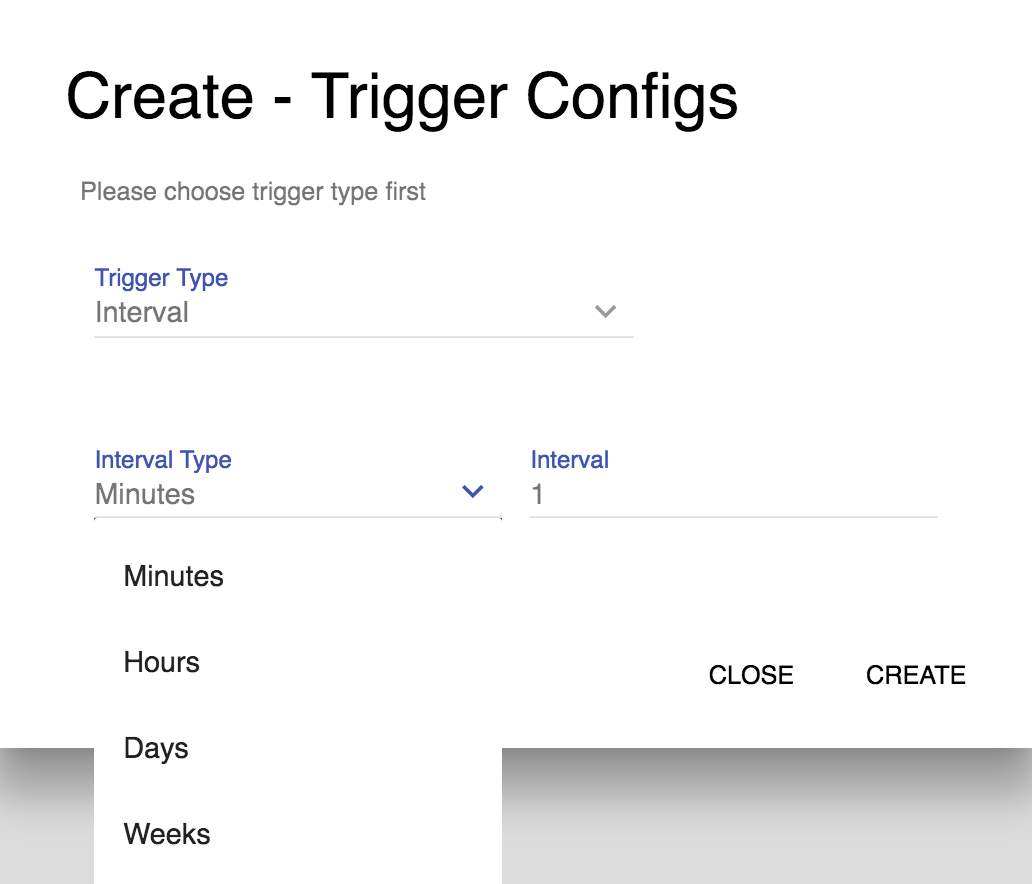 Create - Trigger Configs
Please choose trigger type first
Trigger Type
Interval
Interval Type
Minutes
Interval
1
Minutes
Hours
Days
Weeks
CLOSE
CREATE